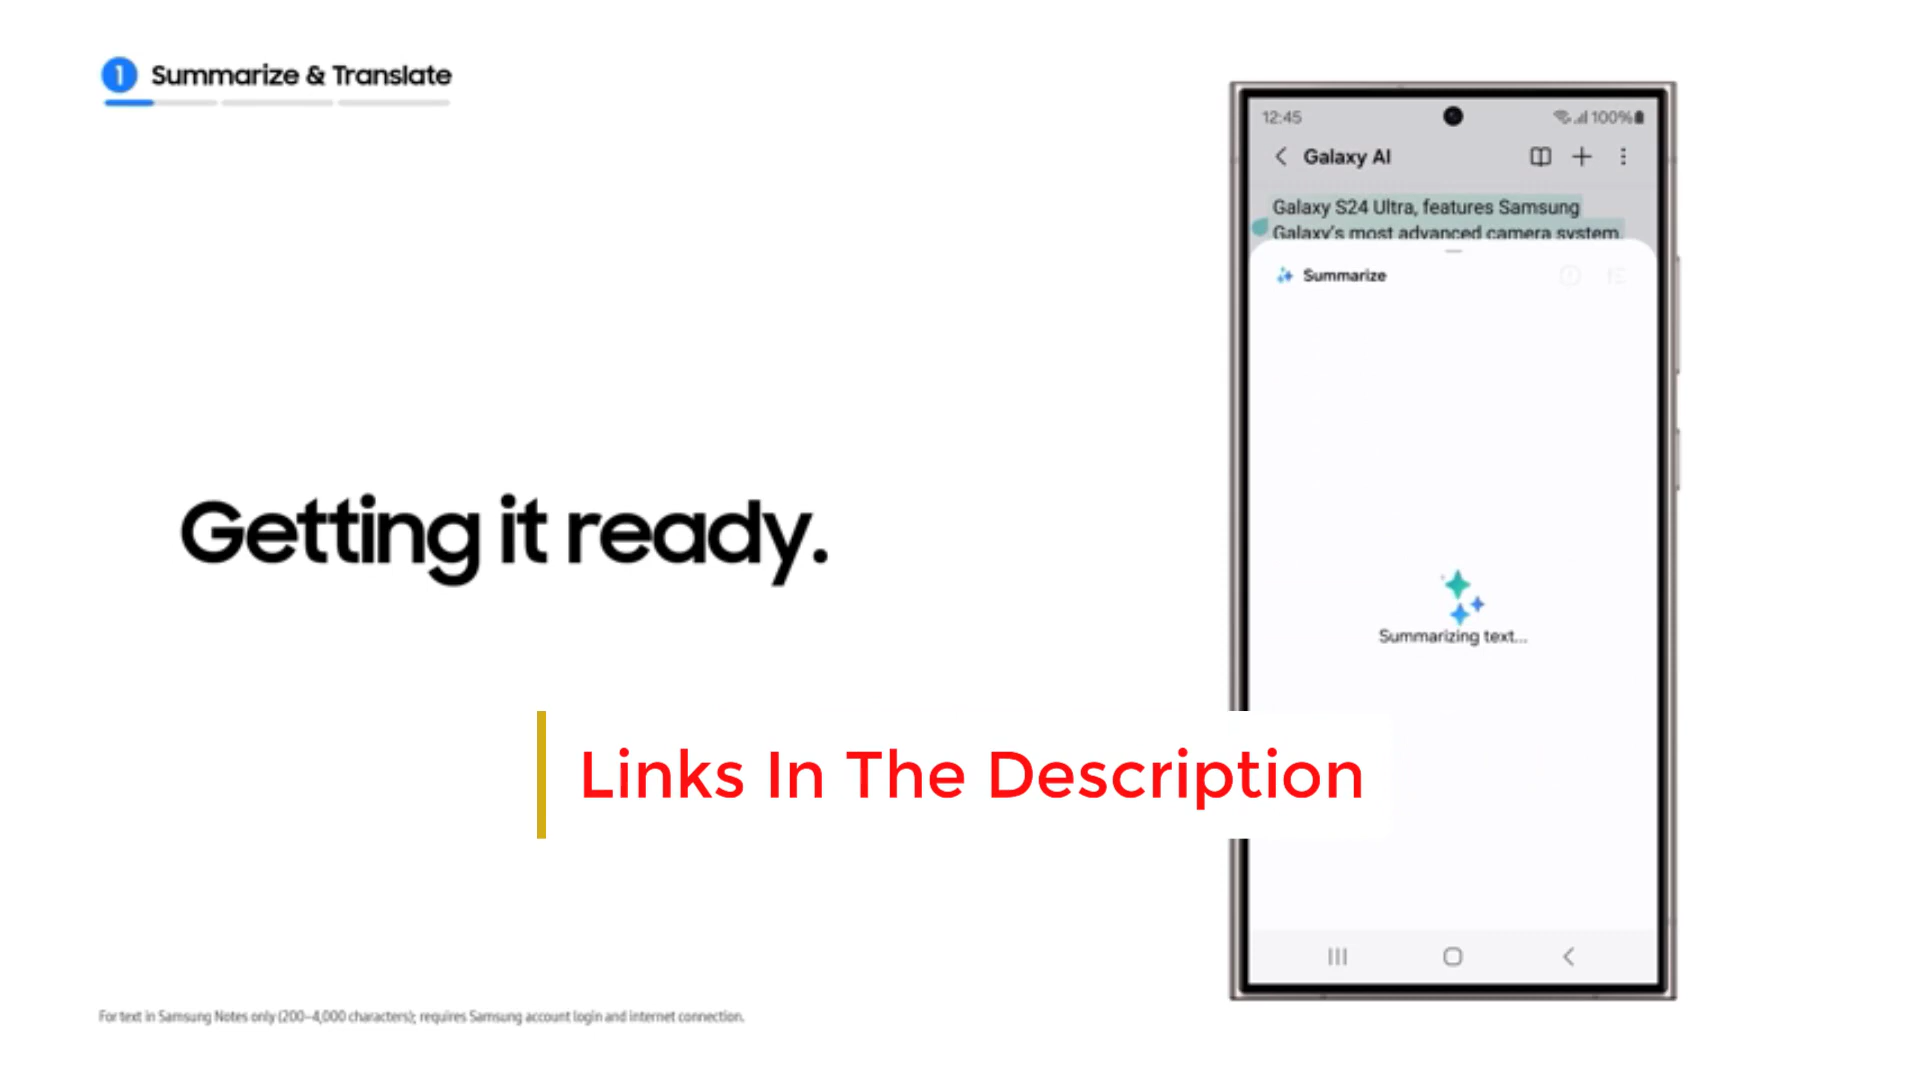 1 Summarize & Translate
12:45
100%
Galaxy AI
Galaxy S24 Ultra, features Samsung
Galaxy's most advanced camera system
Summarize
Getting it ready.
Summarizing text...
Links In The Description
For text in Samsung Notes only (200–4,000 characters); requires Samsung account login and internet connection.